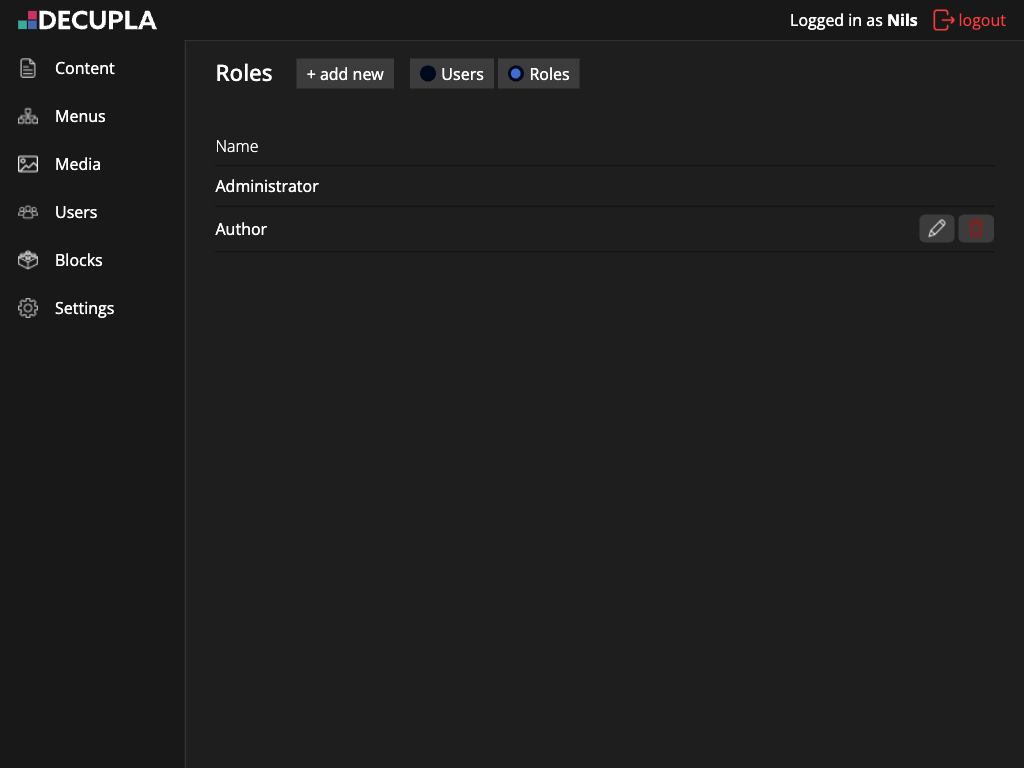 DECUPLA
Logged in as Nils logout
Content
Menus
Media
Users
Blocks
Settings
Roles + add new Users Roles
Name
Administrator
Author